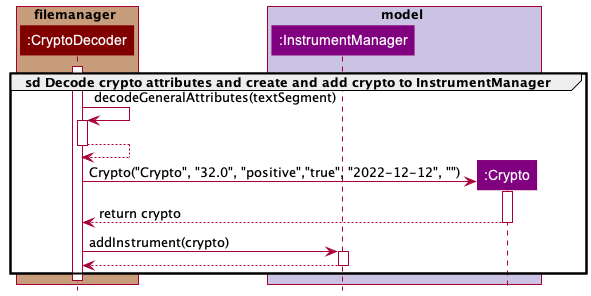 filemanager
model
:CryptoDecoder
:InstrumentManager
sd Decode crypto attributes and create and add crypto to InstrumentManager
decodeGeneralAttributes(textSegment)
Crypto("Crypto", "32.0", "positive","true", "2022-12-12", "")
:Crypto
return crypto
addInstrument(crypto)